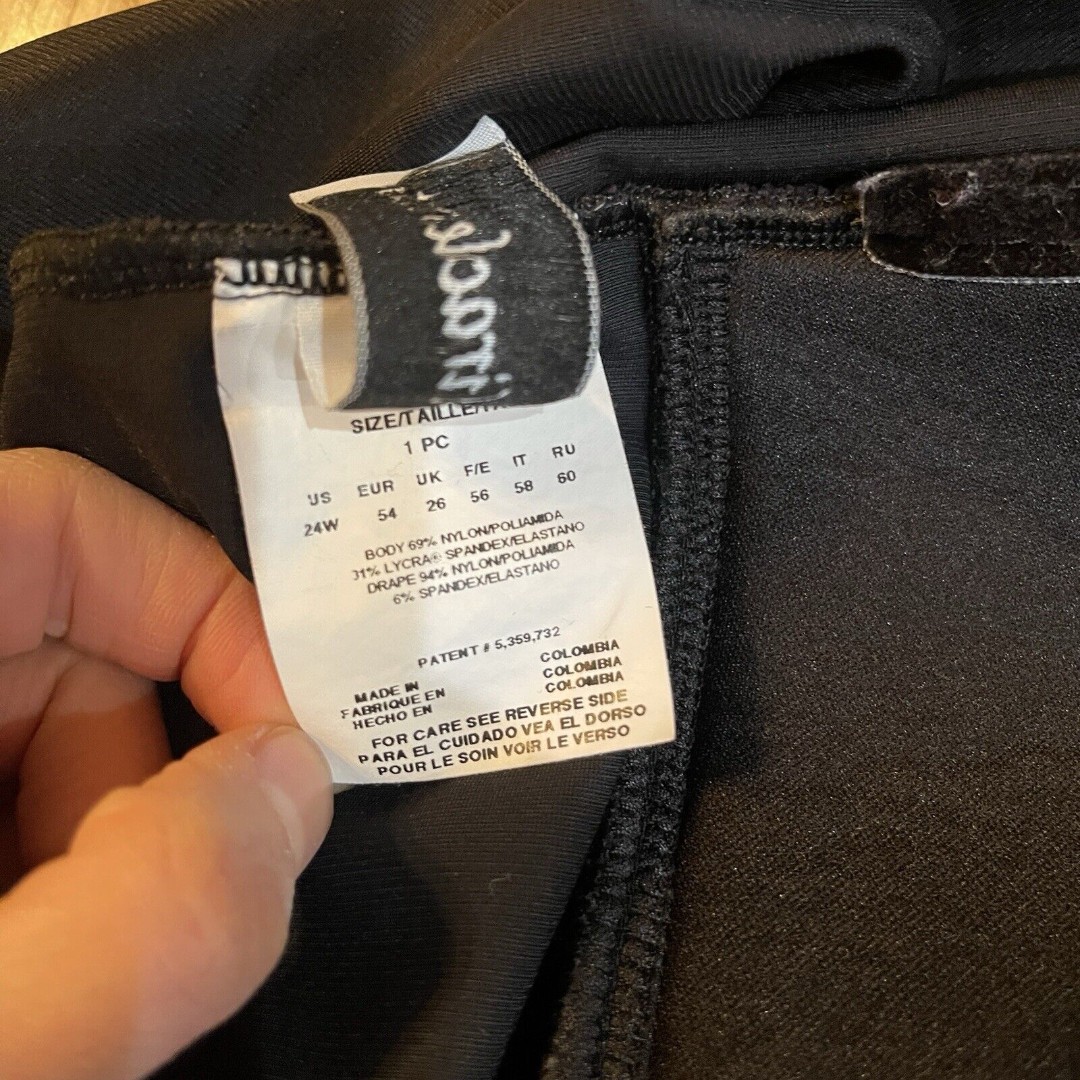 SIZE/TAILLE/
1 PC
US EUR UK F/E IT RU
24W 54 26 56 58 60
BODY 69% NYLON/POLIAMIDA
31% LYCRA® SPANDEX/ELASTANO
DRAPE 94% NYLON/POLIAMIDA
6% SPANDEX/ELASTANO
PATENT # 5,359,732
MADE IN COLOMBIA
FABRIQUE EN COLOMBIA
HECHO EN COLOMBIA
FOR CARE SEE REVERSE SIDE
PARA EL CUIDADO VEA EL DORSO
POUR LE SOIN VOIR LE VERSO